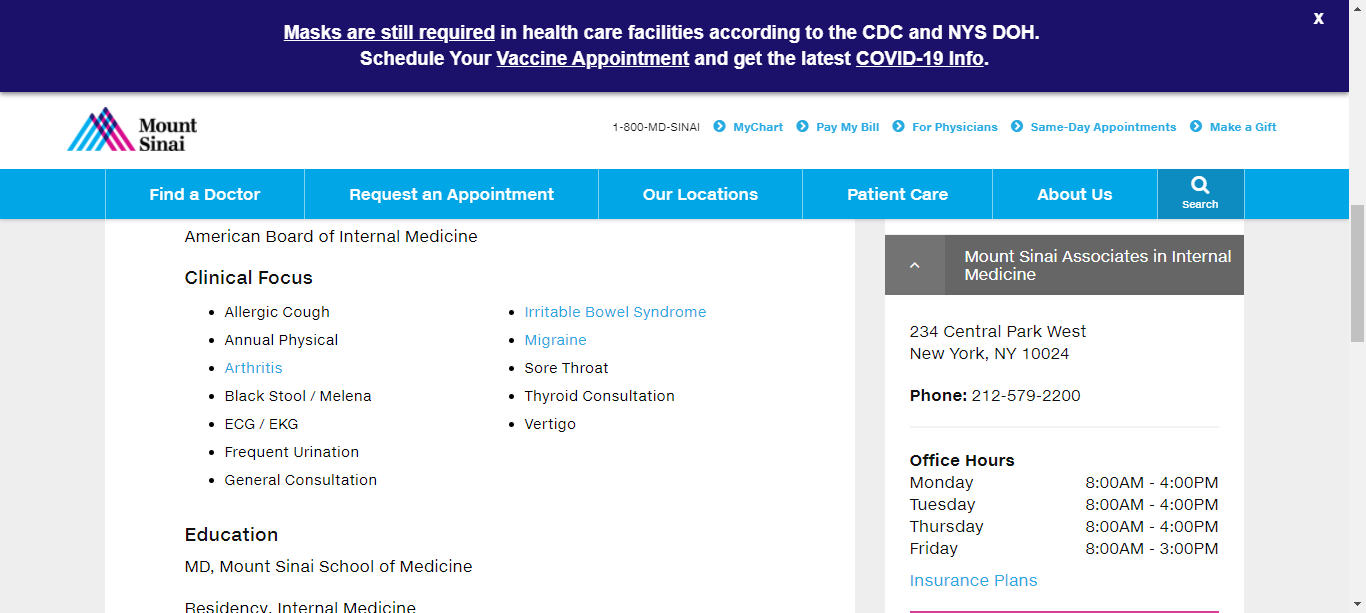 Masks are still required in health care facilities according to the CDC and NYS DOH.
Schedule Your Vaccine Appointment and get the latest COVID-19 Info.
X
Mount
Sinai
1-800-MD-SINAI MyChart Pay My Bill For Physicians Same-Day Appointments Make a Gift
Find a Doctor Request an Appointment Our Locations Patient Care About Us Search
American Board of Internal Medicine
Clinical Focus
Allergic Cough
Annual Physical
Arthritis
Black Stool / Melena
ECG / EKG
Frequent Urination
General Consultation
Irritable Bowel Syndrome
Migraine
Sore Throat
Thyroid Consultation
Vertigo
Education
MD, Mount Sinai School of Medicine
Residency, Internal Medicine
Mount Sinai Associates in Internal
Medicine
234 Central Park West
New York, NY 10024
Phone: 212-579-2200
Office Hours
Monday 8:00AM - 4:00PM
Tuesday 8:00AM - 4:00PM
Thursday 8:00AM - 4:00PM
Friday 8:00AM - 3:00PM
Insurance Plans